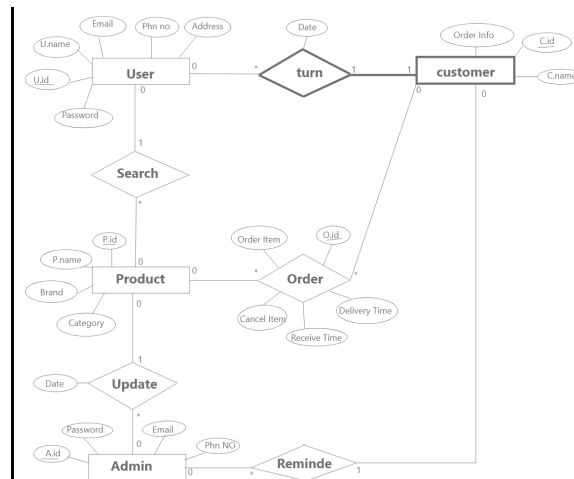 Email
Phn no
Address
U.name
U.id
Password
User
0
0
*
Date
turn
1
1
Order Info
C.id
C.name
customer
0
0
1
Search
*
P.id
P.name
Brand
Category
0
Product
0
0
*
Order Item
O.id
Order
*
Cancel Item
Receive Time
Delivery Time
1
Date
Update
*
0
Password
Email
A.id
Phn NO
Admin
0
*
Reminde
1